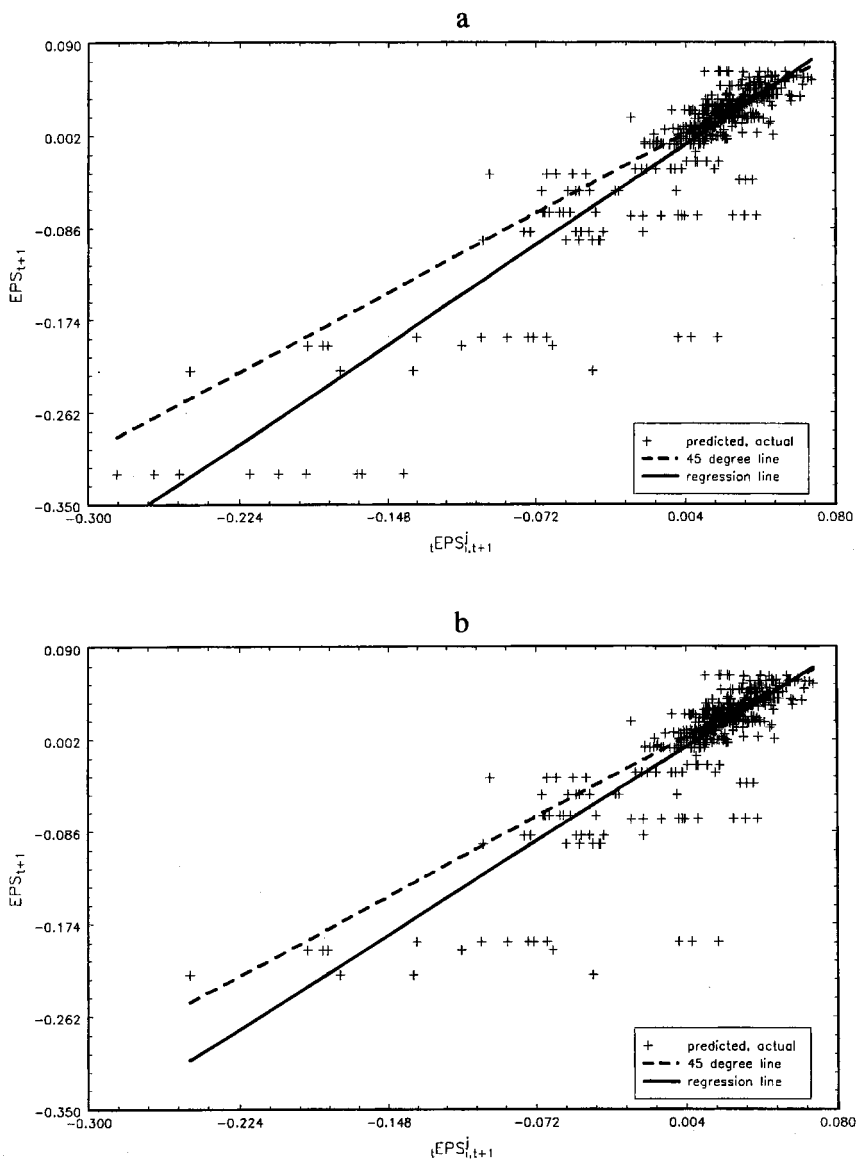 a
0.090
0.002
−0.086
−0.174
−0.262
−0.350
EPSt+1
+ predicted, actual
45 degree line
regression line
−0.300 −0.224 −0.148 −0.072 0.004 0.080
tEPSʲi,t+1
b
0.090
0.002
−0.086
−0.174
−0.262
−0.350
EPSt+1
+ predicted, actual
45 degree line
regression line
−0.300 −0.224 −0.148 −0.072 0.004 0.080
tEPSʲi,t+1